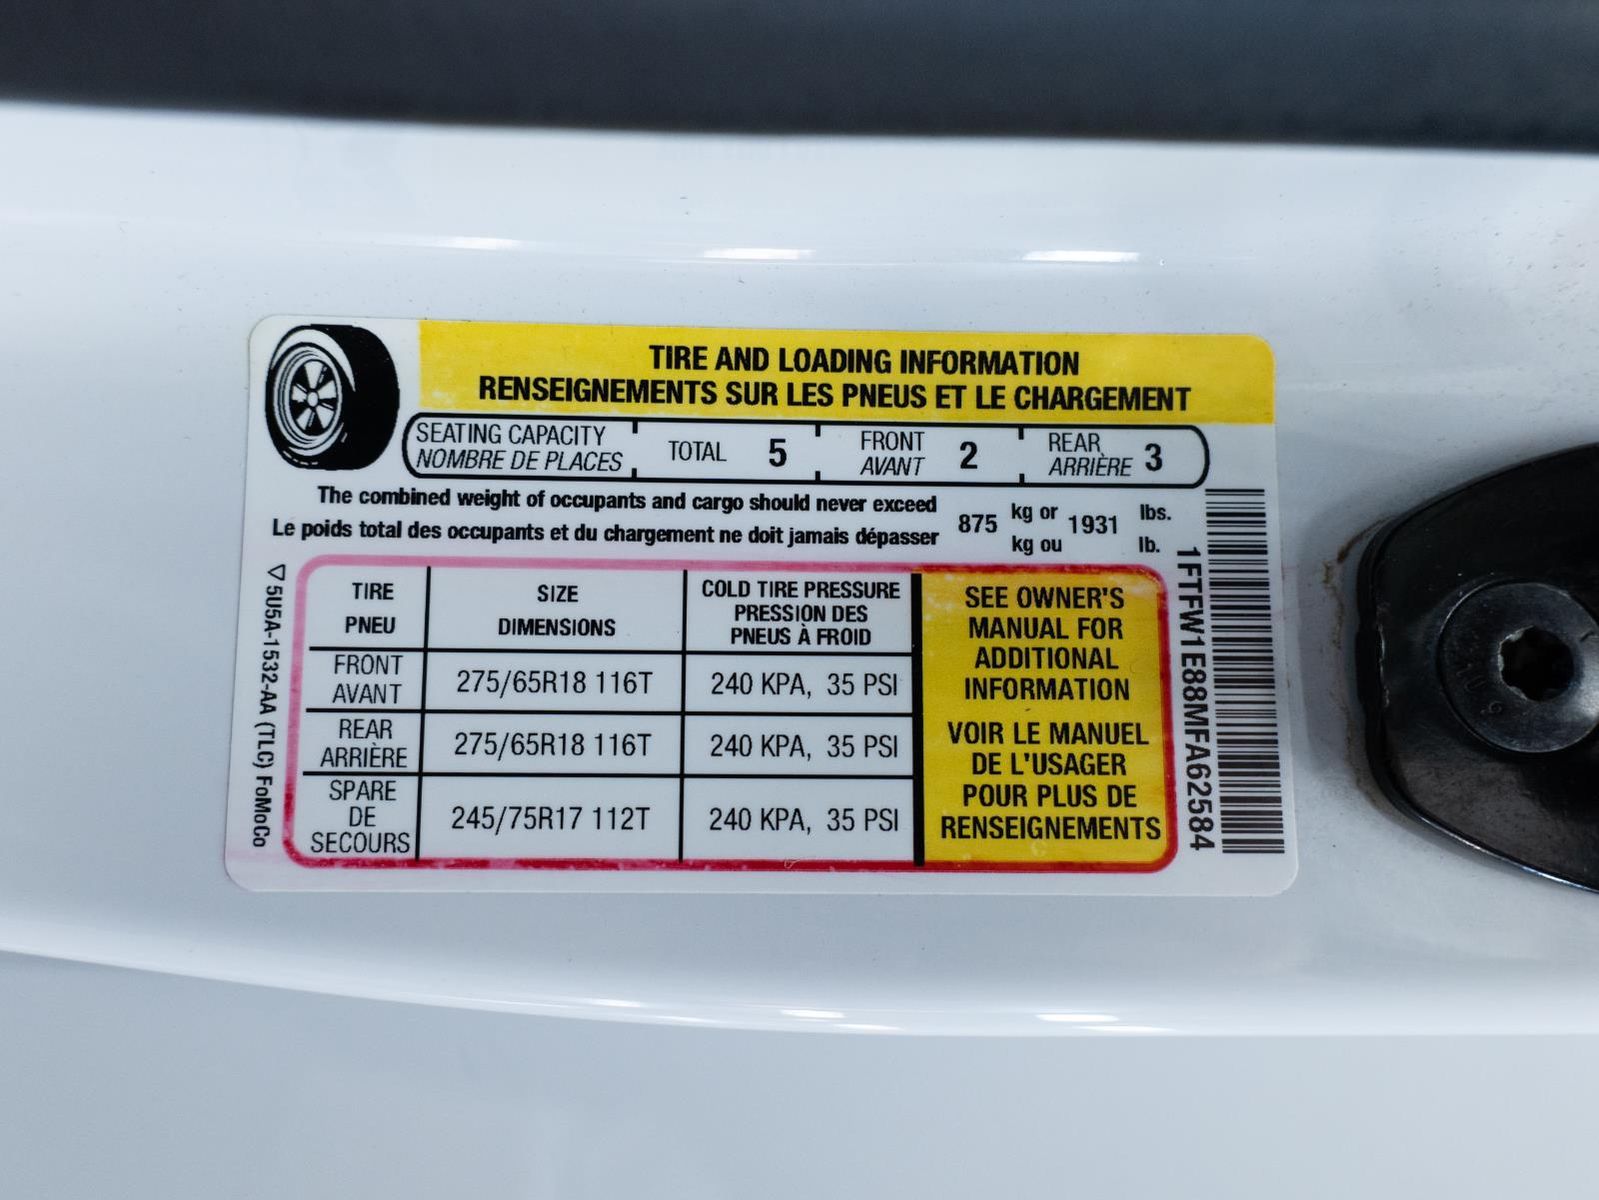 TIRE AND LOADING INFORMATION
RENSEIGNEMENTS SUR LES PNEUS ET LE CHARGEMENT
SEATING CAPACITY
NOMBRE DE PLACES
TOTAL 5
FRONT
AVANT 2
REAR
ARRIÈRE 3
The combined weight of occupants and cargo should never exceed
Le poids total des occupants et du chargement ne doit jamais dépasser
875 kg or 1931 lbs.
kg ou lb.
TIRE
PNEU
SIZE
DIMENSIONS
COLD TIRE PRESSURE
PRESSION DES
PNEUS À FROID
FRONT
AVANT
275/65R18 116T
240 KPA, 35 PSI
REAR
ARRIÈRE
275/65R18 116T
240 KPA, 35 PSI
SPARE
DE
SECOURS
245/75R17 112T
240 KPA, 35 PSI
SEE OWNER'S
MANUAL FOR
ADDITIONAL
INFORMATION
VOIR LE MANUEL
DE L'USAGER
POUR PLUS DE
RENSEIGNEMENTS
5U5A-1532-AA (TLC) FoMoCo
1FTFW1E88MFA62584